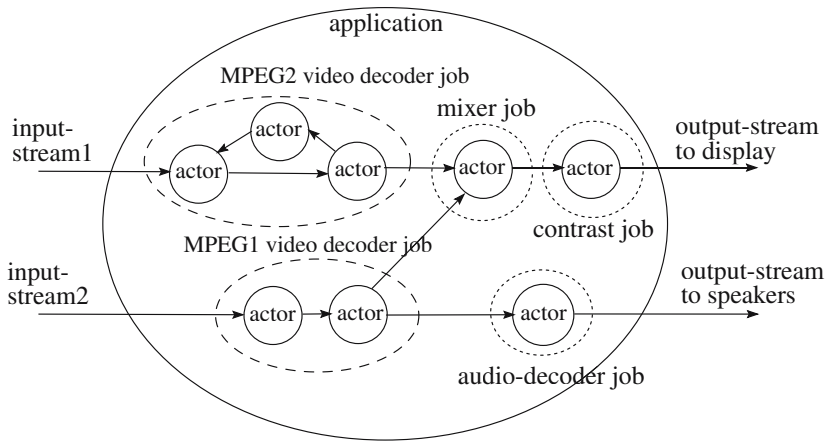 application
MPEG2 video decoder job
mixer job
input-
stream1
actor
actor
actor
actor
actor
output-stream
to display
contrast job
MPEG1 video decoder job
input-
stream2
actor
actor
actor
output-stream
to speakers
audio-decoder job